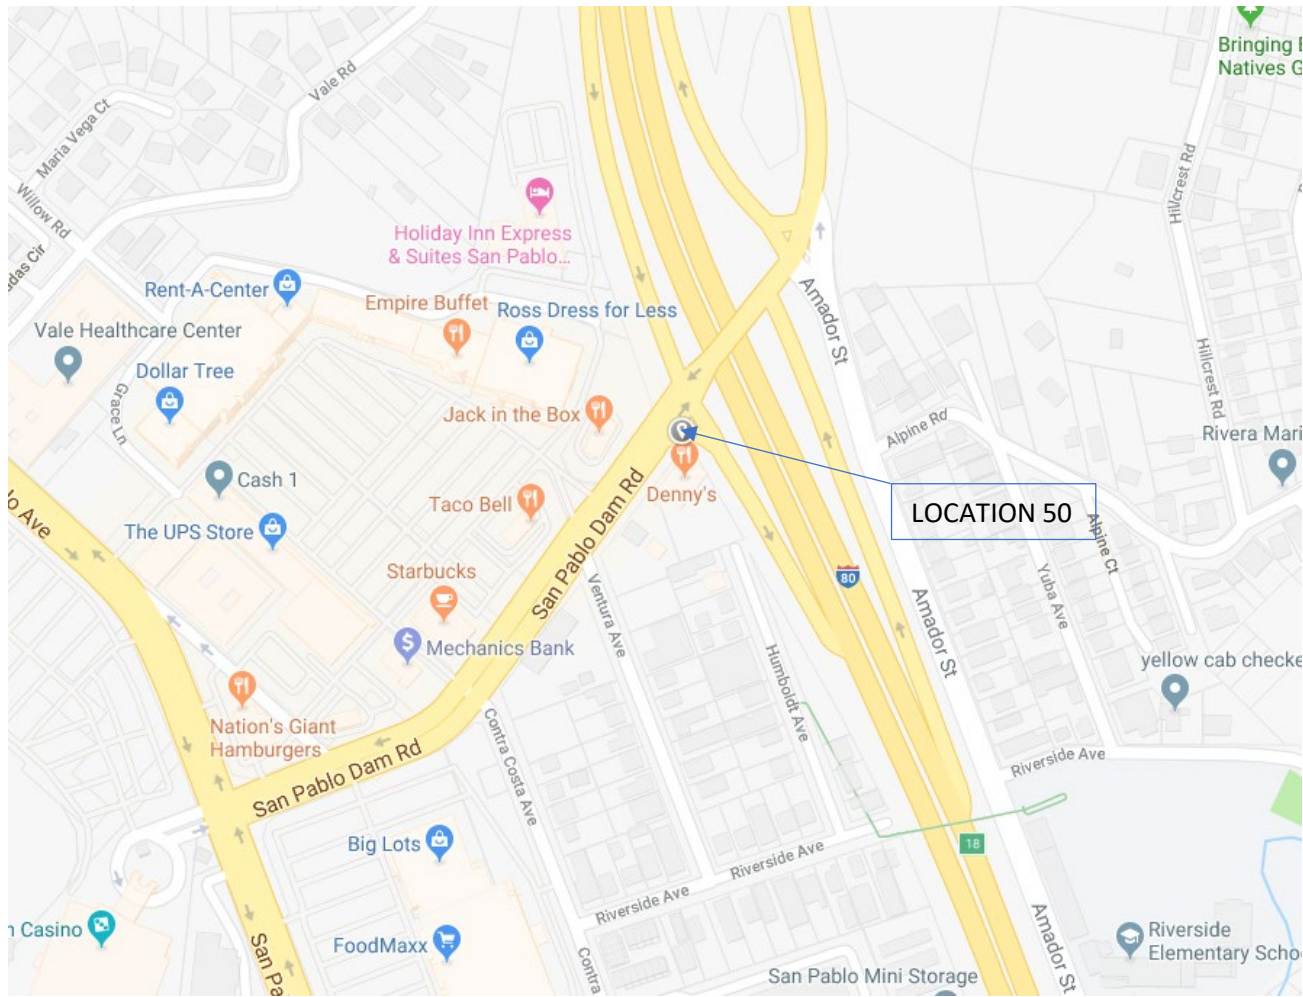 Bringing
Natives G
Vale Rd
Maria Vega Ct
Willow Rd
das Cir
Hillcrest Rd
Holiday Inn Express
& Suites San Pablo...
Rent-A-Center
Empire Buffet
Ross Dress for Less
Vale Healthcare Center
Dollar Tree
Grace Ln
Amador St
Hillcrest Rd
Jack in the Box
Alpine Rd
Rivera Mari
Cash 1
Denny's
Taco Bell
San Pablo Dam Rd
LOCATION 50
lo Ave
The UPS Store
Alpine Ct
Starbucks
Ventura Ave
80
Yuba Ave
Amador St
Mechanics Bank
Humboldt Ave
yellow cab checke
Nation's Giant
Hamburgers
San Pablo Dam Rd
Contra Costa Ave
Riverside Ave
Big Lots
18
Riverside Ave
Riverside Ave
n Casino
FoodMaxx
San Pa
Contra
Amador St
Riverside
Elementary Scho
San Pablo Mini Storage